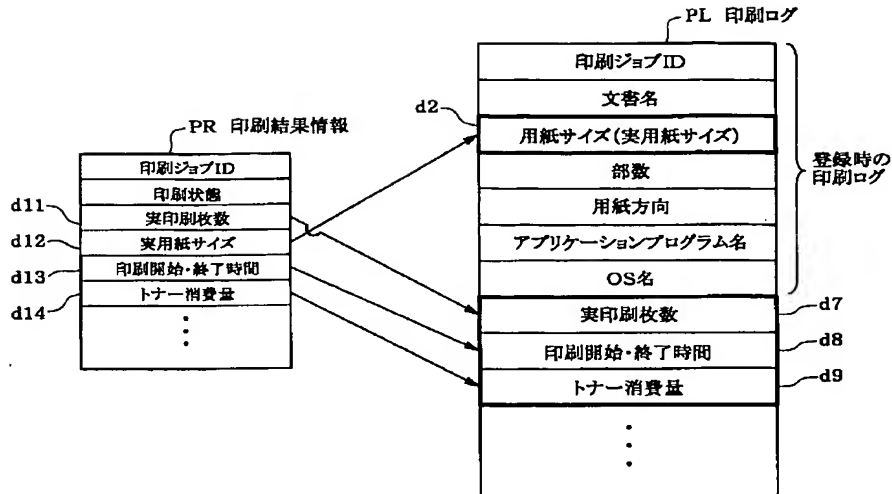 PR 印刷結果情報
印刷ジョブID
印刷状態
d11 実印刷枚数
d12 実用紙サイズ
d13 印刷開始・終了時間
d14 トナー消費量
PL 印刷ログ
印刷ジョブID
文書名
d2 用紙サイズ(実用紙サイズ)
部数
用紙方向
アプリケーションプログラム名
OS名
登録時の
印刷ログ
実印刷枚数 d7
印刷開始・終了時間 d8
トナー消費量 d9